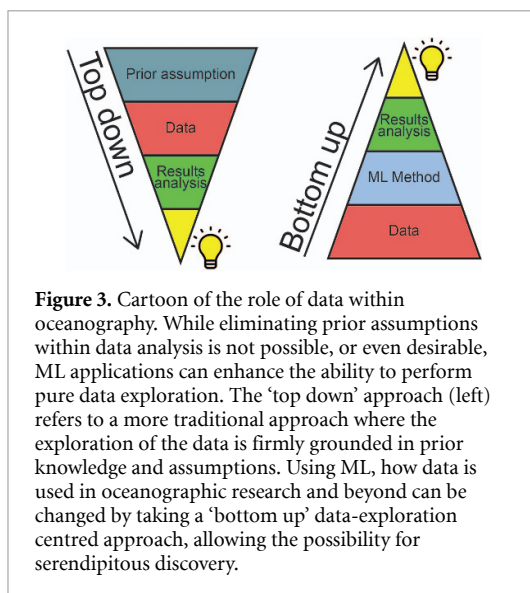 Top down
Prior assumption
Data
Results
analysis
Bottom up
Results
analysis
ML Method
Data
Figure 3. Cartoon of the role of data within
oceanography. While eliminating prior assumptions
within data analysis is not possible, or even desirable,
ML applications can enhance the ability to perform
pure data exploration. The ‘top down’ approach (left)
refers to a more traditional approach where the
exploration of the data is firmly grounded in prior
knowledge and assumptions. Using ML, how data is
used in oceanographic research and beyond can be
changed by taking a ‘bottom up’ data-exploration
centred approach, allowing the possibility for
serendipitous discovery.